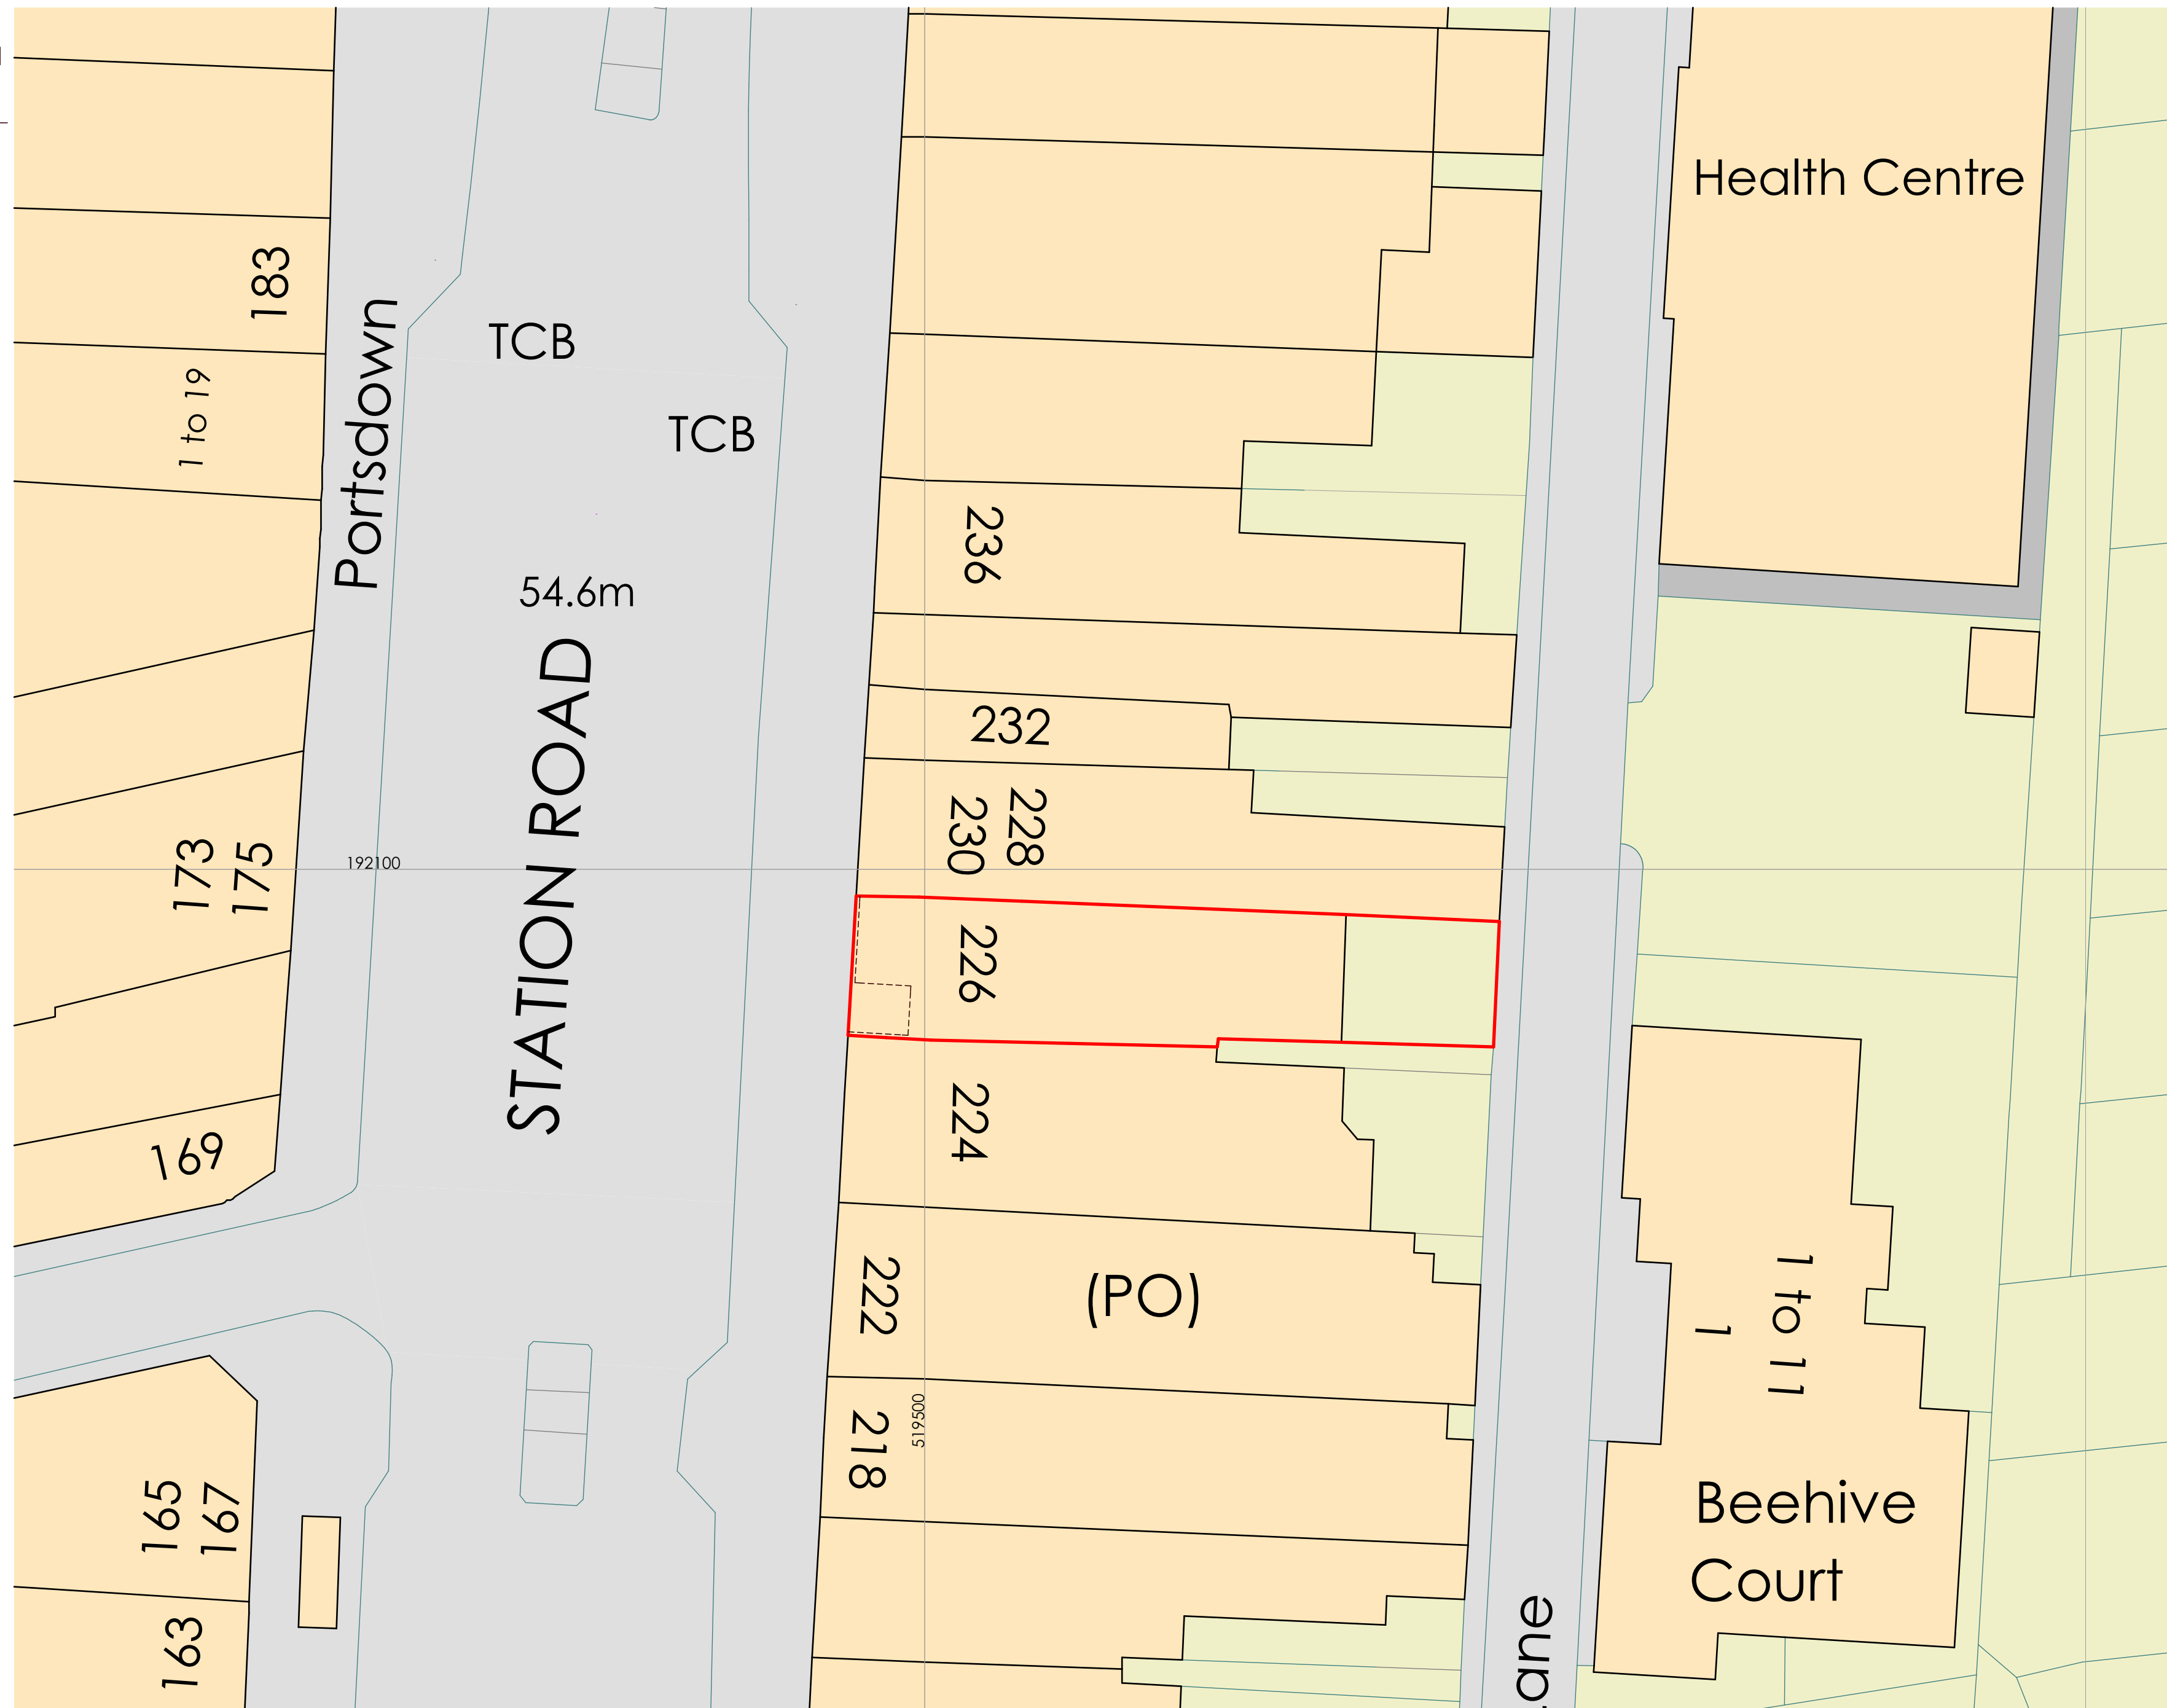 Health Centre
183
Portsdown
1 to 19
TCB
TCB
236
54.6m
STATION ROAD
232
228
230
173
175
192100
226
224
169
222
(PO)
1 to 11
1
218
519500
165
167
Beehive
Court
163